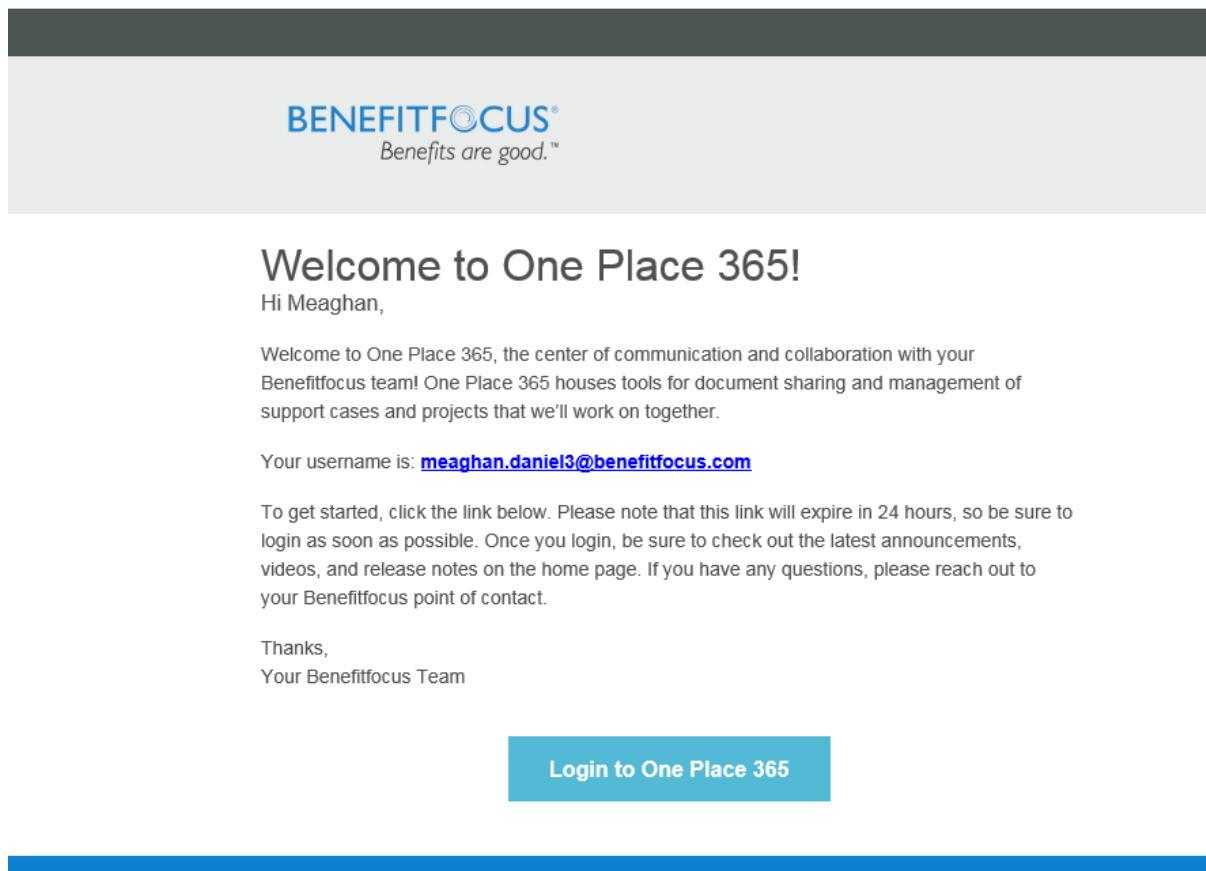 BENEFITFOCUS®
Benefits are good.™
Welcome to One Place 365!
Hi Meaghan,
Welcome to One Place 365, the center of communication and collaboration with your
Benefitfocus team! One Place 365 houses tools for document sharing and management of
support cases and projects that we’ll work on together.
Your username is: meaghan.daniel3@benefitfocus.com
To get started, click the link below. Please note that this link will expire in 24 hours, so be sure to
login as soon as possible. Once you login, be sure to check out the latest announcements,
videos, and release notes on the home page. If you have any questions, please reach out to
your Benefitfocus point of contact.
Thanks,
Your Benefitfocus Team
Login to One Place 365